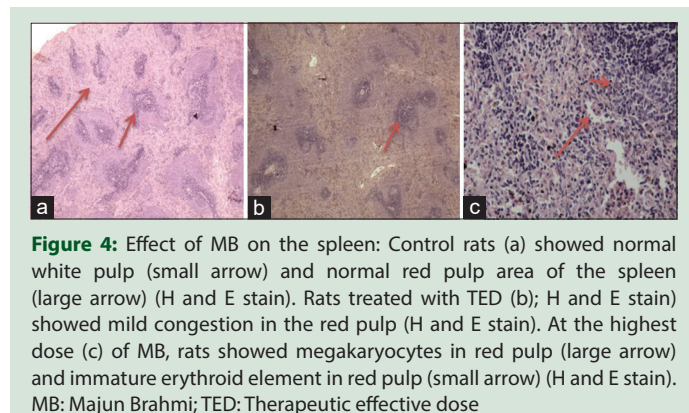 a
b
c
Figure 4: Effect of MB on the spleen: Control rats (a) showed normal
white pulp (small arrow) and normal red pulp area of the spleen
(large arrow) (H and E stain). Rats treated with TED (b); H and E stain)
showed mild congestion in the red pulp (H and E stain). At the highest
dose (c) of MB, rats showed megakaryocytes in red pulp (large arrow)
and immature erythroid element in red pulp (small arrow) (H and E stain).
MB: Majun Brahmi; TED: Therapeutic effective dose